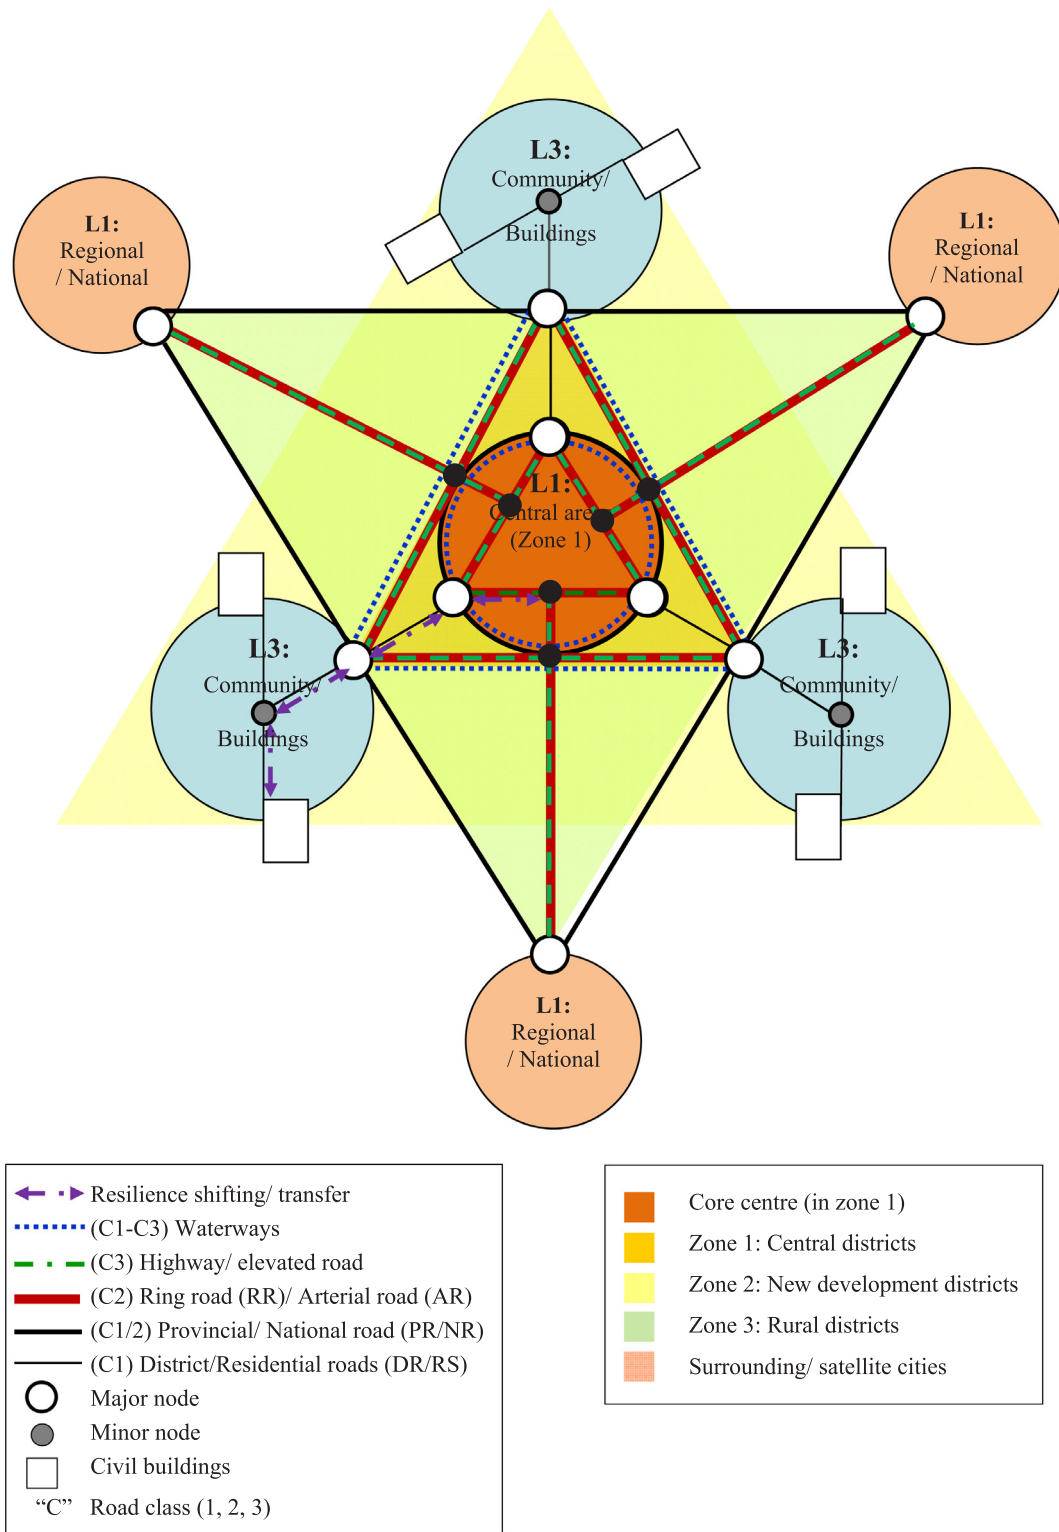 L3:
Community/
Buildings
L1:
Regional
/ National
L1:
Regional
/ National
L1:
Central are
(Zone 1)
L3:
Community/
Buildings
L3:
Community/
Buildings
L1:
Regional
/ National
Resilience shifting/ transfer
(C1-C3) Waterways
(C3) Highway/ elevated road
(C2) Ring road (RR)/ Arterial road (AR)
(C1/2) Provincial/ National road (PR/NR)
(C1) District/Residential roads (DR/RS)
Major node
Minor node
Civil buildings
“C” Road class (1, 2, 3)
Core centre (in zone 1)
Zone 1: Central districts
Zone 2: New development districts
Zone 3: Rural districts
Surrounding/ satellite cities